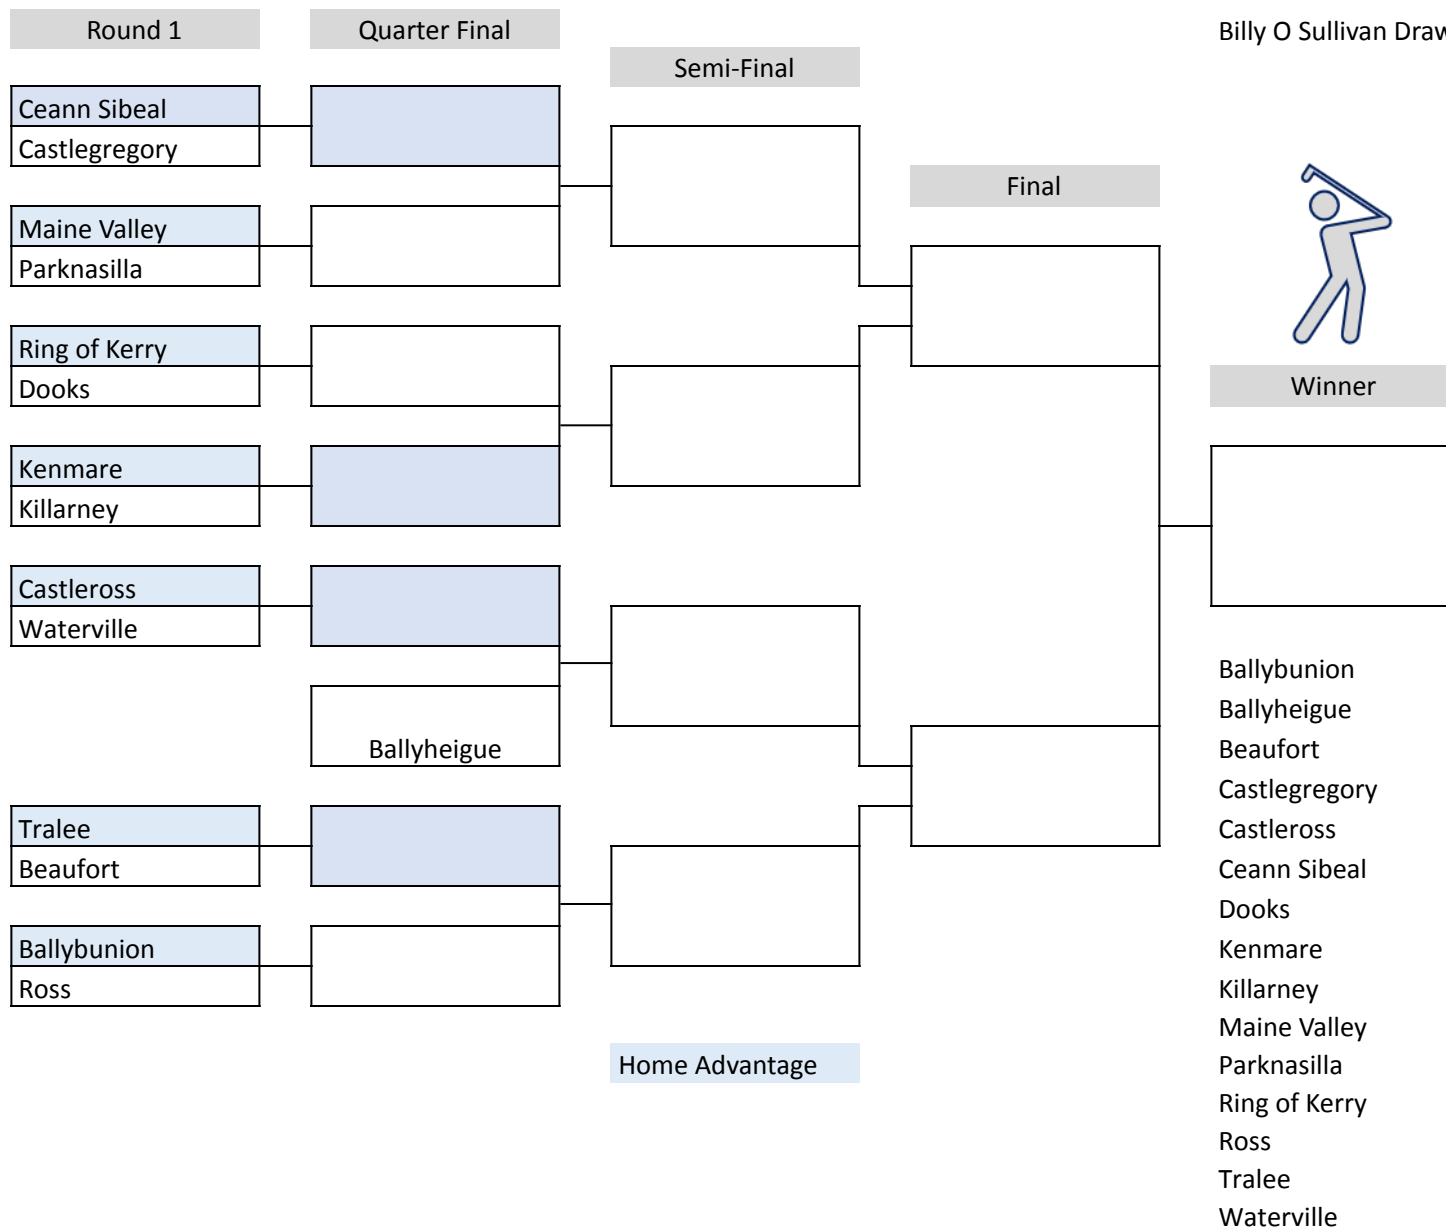 Round 1
Quarter Final
Billy O Sullivan Draw
Semi-Final
Ceann Sibeal
Castlegregory
Final
Maine Valley
Parknasilla
Ring of Kerry
Dooks
Winner
Kenmare
Killarney
Castleross
Waterville
Ballyheigue
Tralee
Beaufort
Ballybunion
Ross
Home Advantage
Ballybunion
Ballyheigue
Beaufort
Castlegregory
Castleross
Ceann Sibeal
Dooks
Kenmare
Killarney
Maine Valley
Parknasilla
Ring of Kerry
Ross
Tralee
Waterville